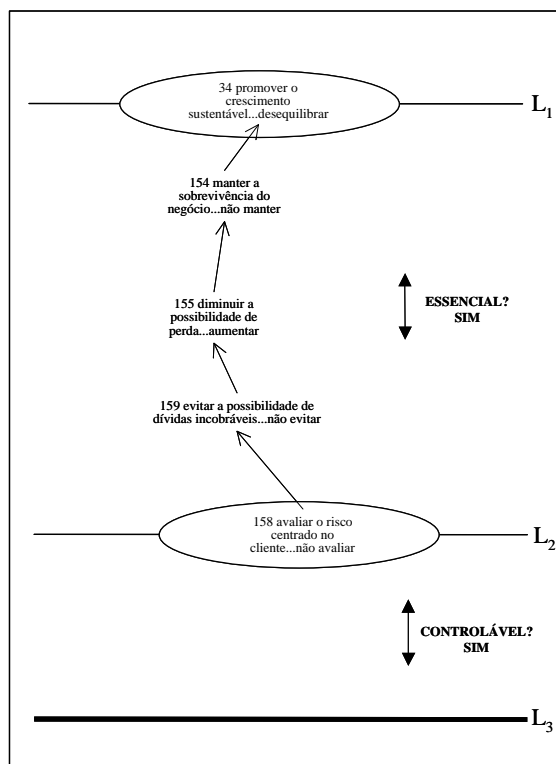 34 promover o
crescimento
sustentável...desequilibrar
L1
154 manter a
sobrevivência do
negócio...não manter
155 diminuir a
possibilidade de
perda...aumentar
ESSENCIAL?
SIM
159 evitar a possibilidade de
dívidas incobráveis...não evitar
158 avaliar o risco
centrado no
cliente...não avaliar
L2
CONTROLÁVEL?
SIM
L3